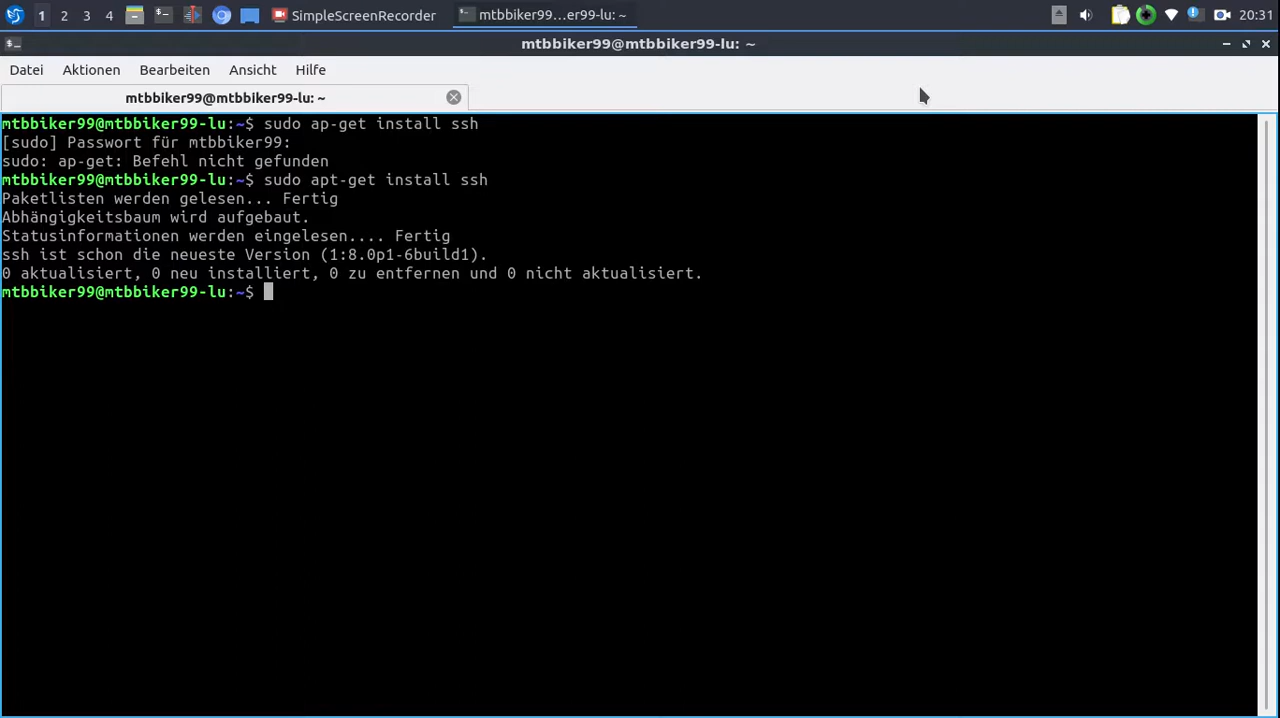 1 2 3 4 SimpleScreenRecorder mtbbiker99...er99-lu: ~ 20:31
mtbbiker99@mtbbiker99-lu: ~
Datei Aktionen Bearbeiten Ansicht Hilfe
mtbbiker99@mtbbiker99-lu: ~
mtbbiker99@mtbbiker99-lu:~$ sudo ap-get install ssh
[sudo] Passwort für mtbbiker99:
sudo: ap-get: Befehl nicht gefunden
mtbbiker99@mtbbiker99-lu:~$ sudo apt-get install ssh
Paketlisten werden gelesen... Fertig
Abhängigkeitsbaum wird aufgebaut.
Statusinformationen werden eingelesen.... Fertig
ssh ist schon die neueste Version (1:8.0p1-6build1).
0 aktualisiert, 0 neu installiert, 0 zu entfernen und 0 nicht aktualisiert.
mtbbiker99@mtbbiker99-lu:~$